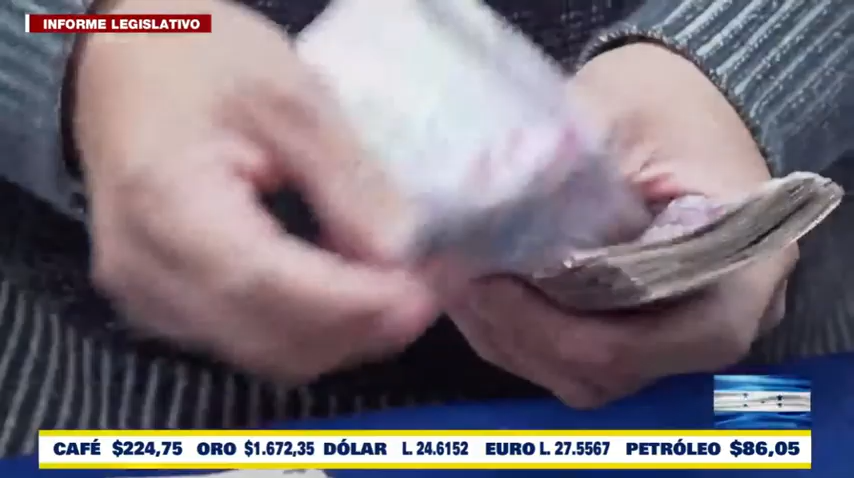 INFORME LEGISLATIVO
CAFÉ $224,75 ORO $1.672,35 DÓLAR L. 24.6152 EURO L. 27.5567 PETRÓLEO $86,05